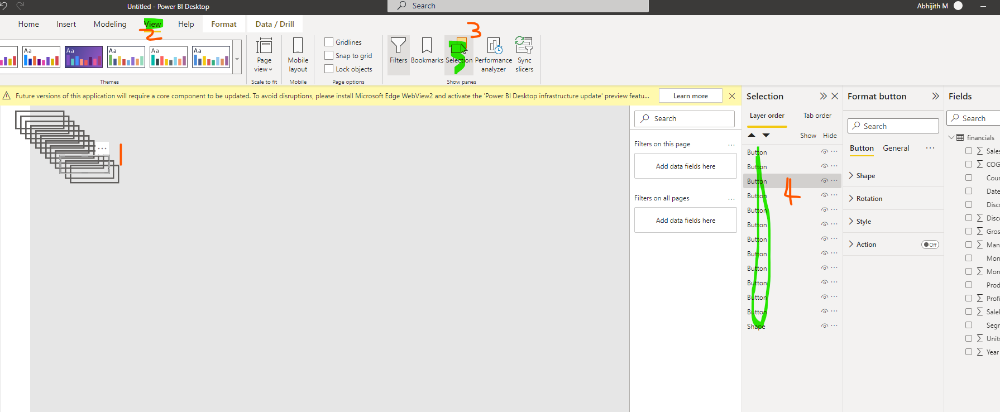 Untitled - Power BI Desktop
Search
Abhijith M
Home Insert Modeling View Help Format Data / Drill
2
3
Aa Aa Aa Aa Aa
Page view
Mobile layout
Gridlines
Snap to grid
Lock objects
Filters Bookmarks Selection Performance analyzer Sync slicers
Themes Scale to fit Mobile Page options Show panes
Future versions of this application will require a core component to be updated. To avoid disruptions, please install Microsoft Edge WebView2 and activate the 'Power BI Desktop infrastructure update' preview featu...
Learn more
1
Search
Filters on this page
Add data fields here
Filters on all pages
Add data fields here
Selection
Layer order Tab order
Show Hide
Button
Button
Button
4
Button
Button
Button
Button
Button
Button
Button
Button
Button
Shape
Format button
Search
Button General
Shape
Rotation
Style
Action Off
Fields
Search
financials
Sales
COG
Coun
Date
Disco
Disco
Gros
Man
Mon
Mon
Prod
Profi
Sale
Segr
Units
Year